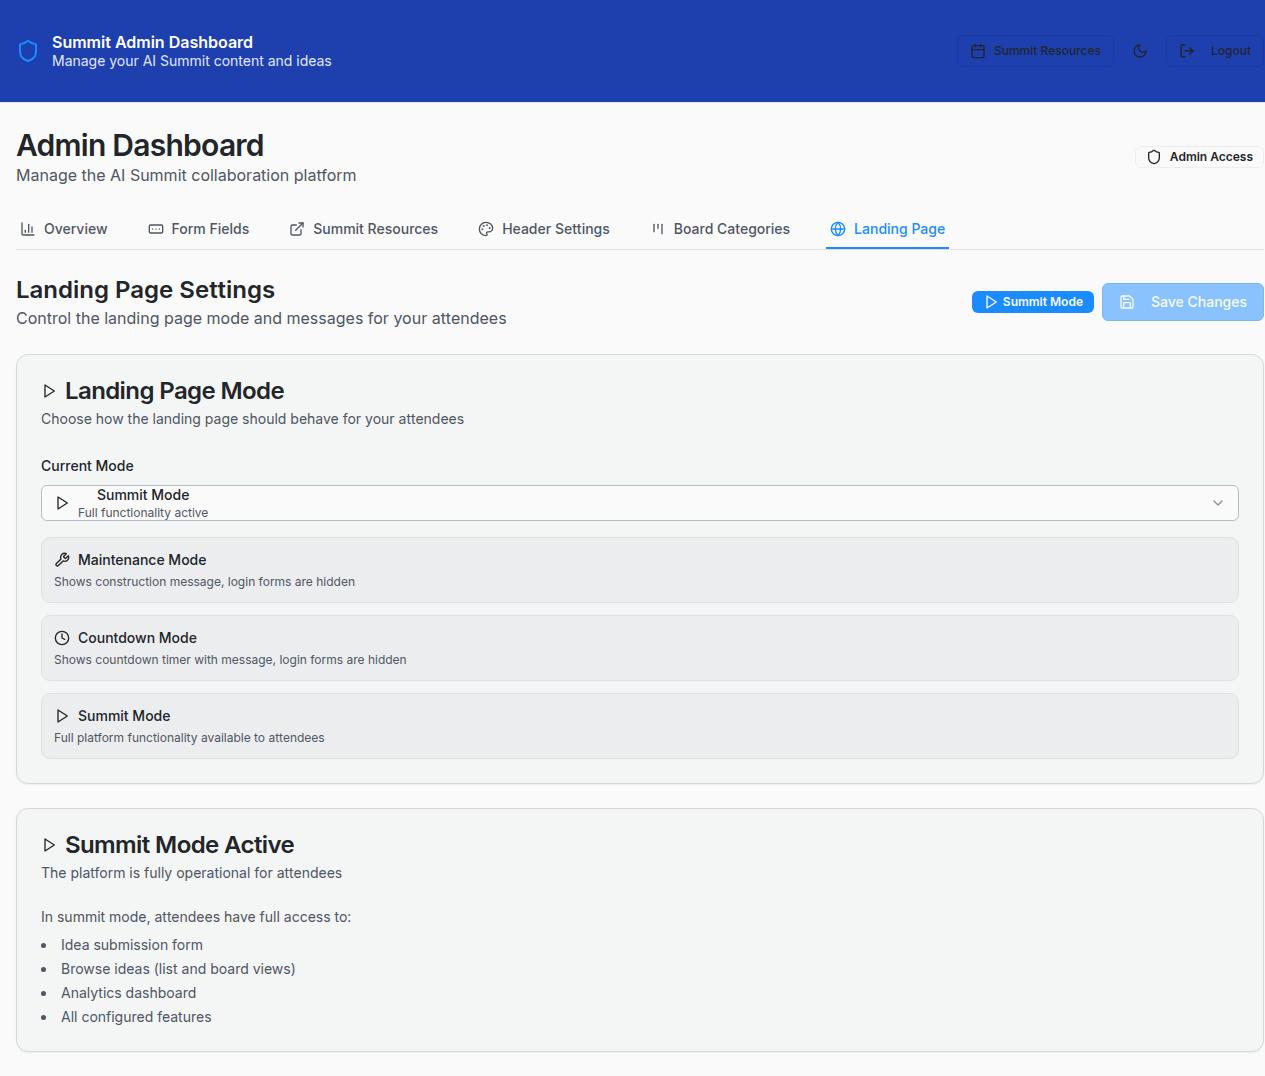 Summit Admin Dashboard
Manage your AI Summit content and ideas
Summit Resources
Logout
Admin Dashboard
Manage the AI Summit collaboration platform
Admin Access
Overview
Form Fields
Summit Resources
Header Settings
Board Categories
Landing Page
Landing Page Settings
Control the landing page mode and messages for your attendees
Summit Mode
Save Changes
Landing Page Mode
Choose how the landing page should behave for your attendees
Current Mode
Summit Mode
Full functionality active
Maintenance Mode
Shows construction message, login forms are hidden
Countdown Mode
Shows countdown timer with message, login forms are hidden
Summit Mode
Full platform functionality available to attendees
Summit Mode Active
The platform is fully operational for attendees
In summit mode, attendees have full access to:
Idea submission form
Browse ideas (list and board views)
Analytics dashboard
All configured features